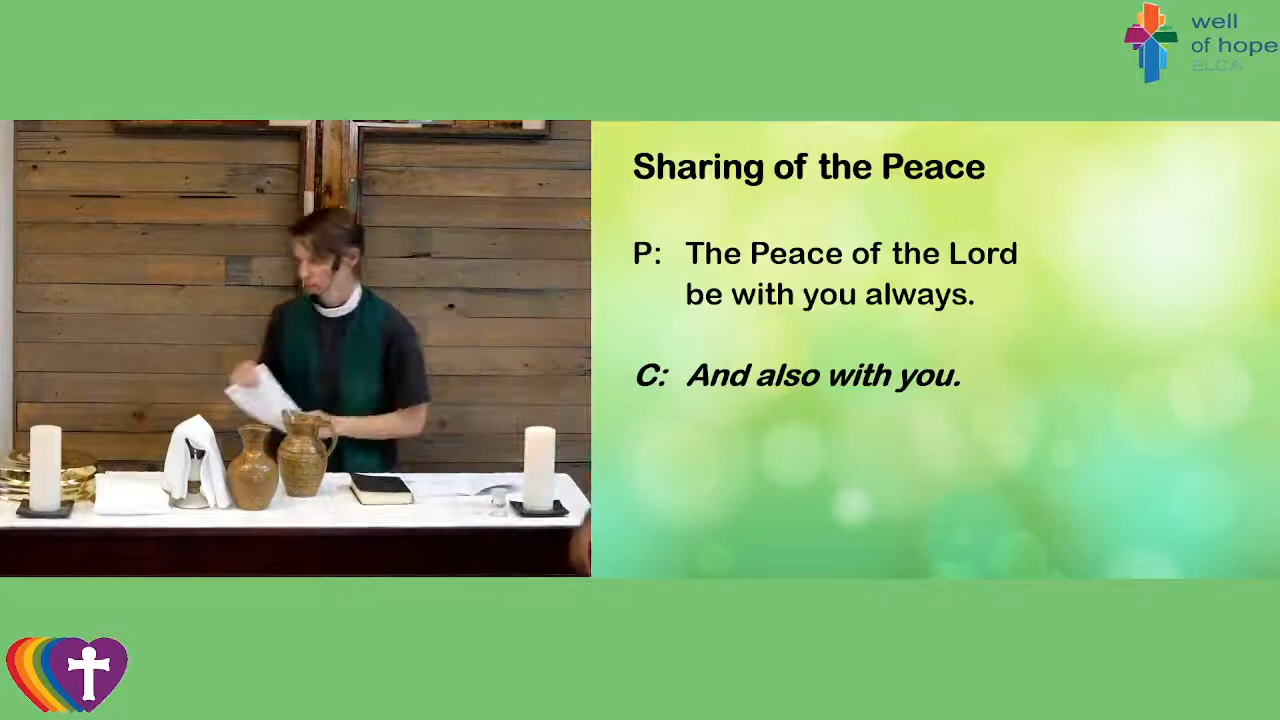 well
of hope
ELCA
Sharing of the Peace
P: The Peace of the Lord
be with you always.
C: And also with you.